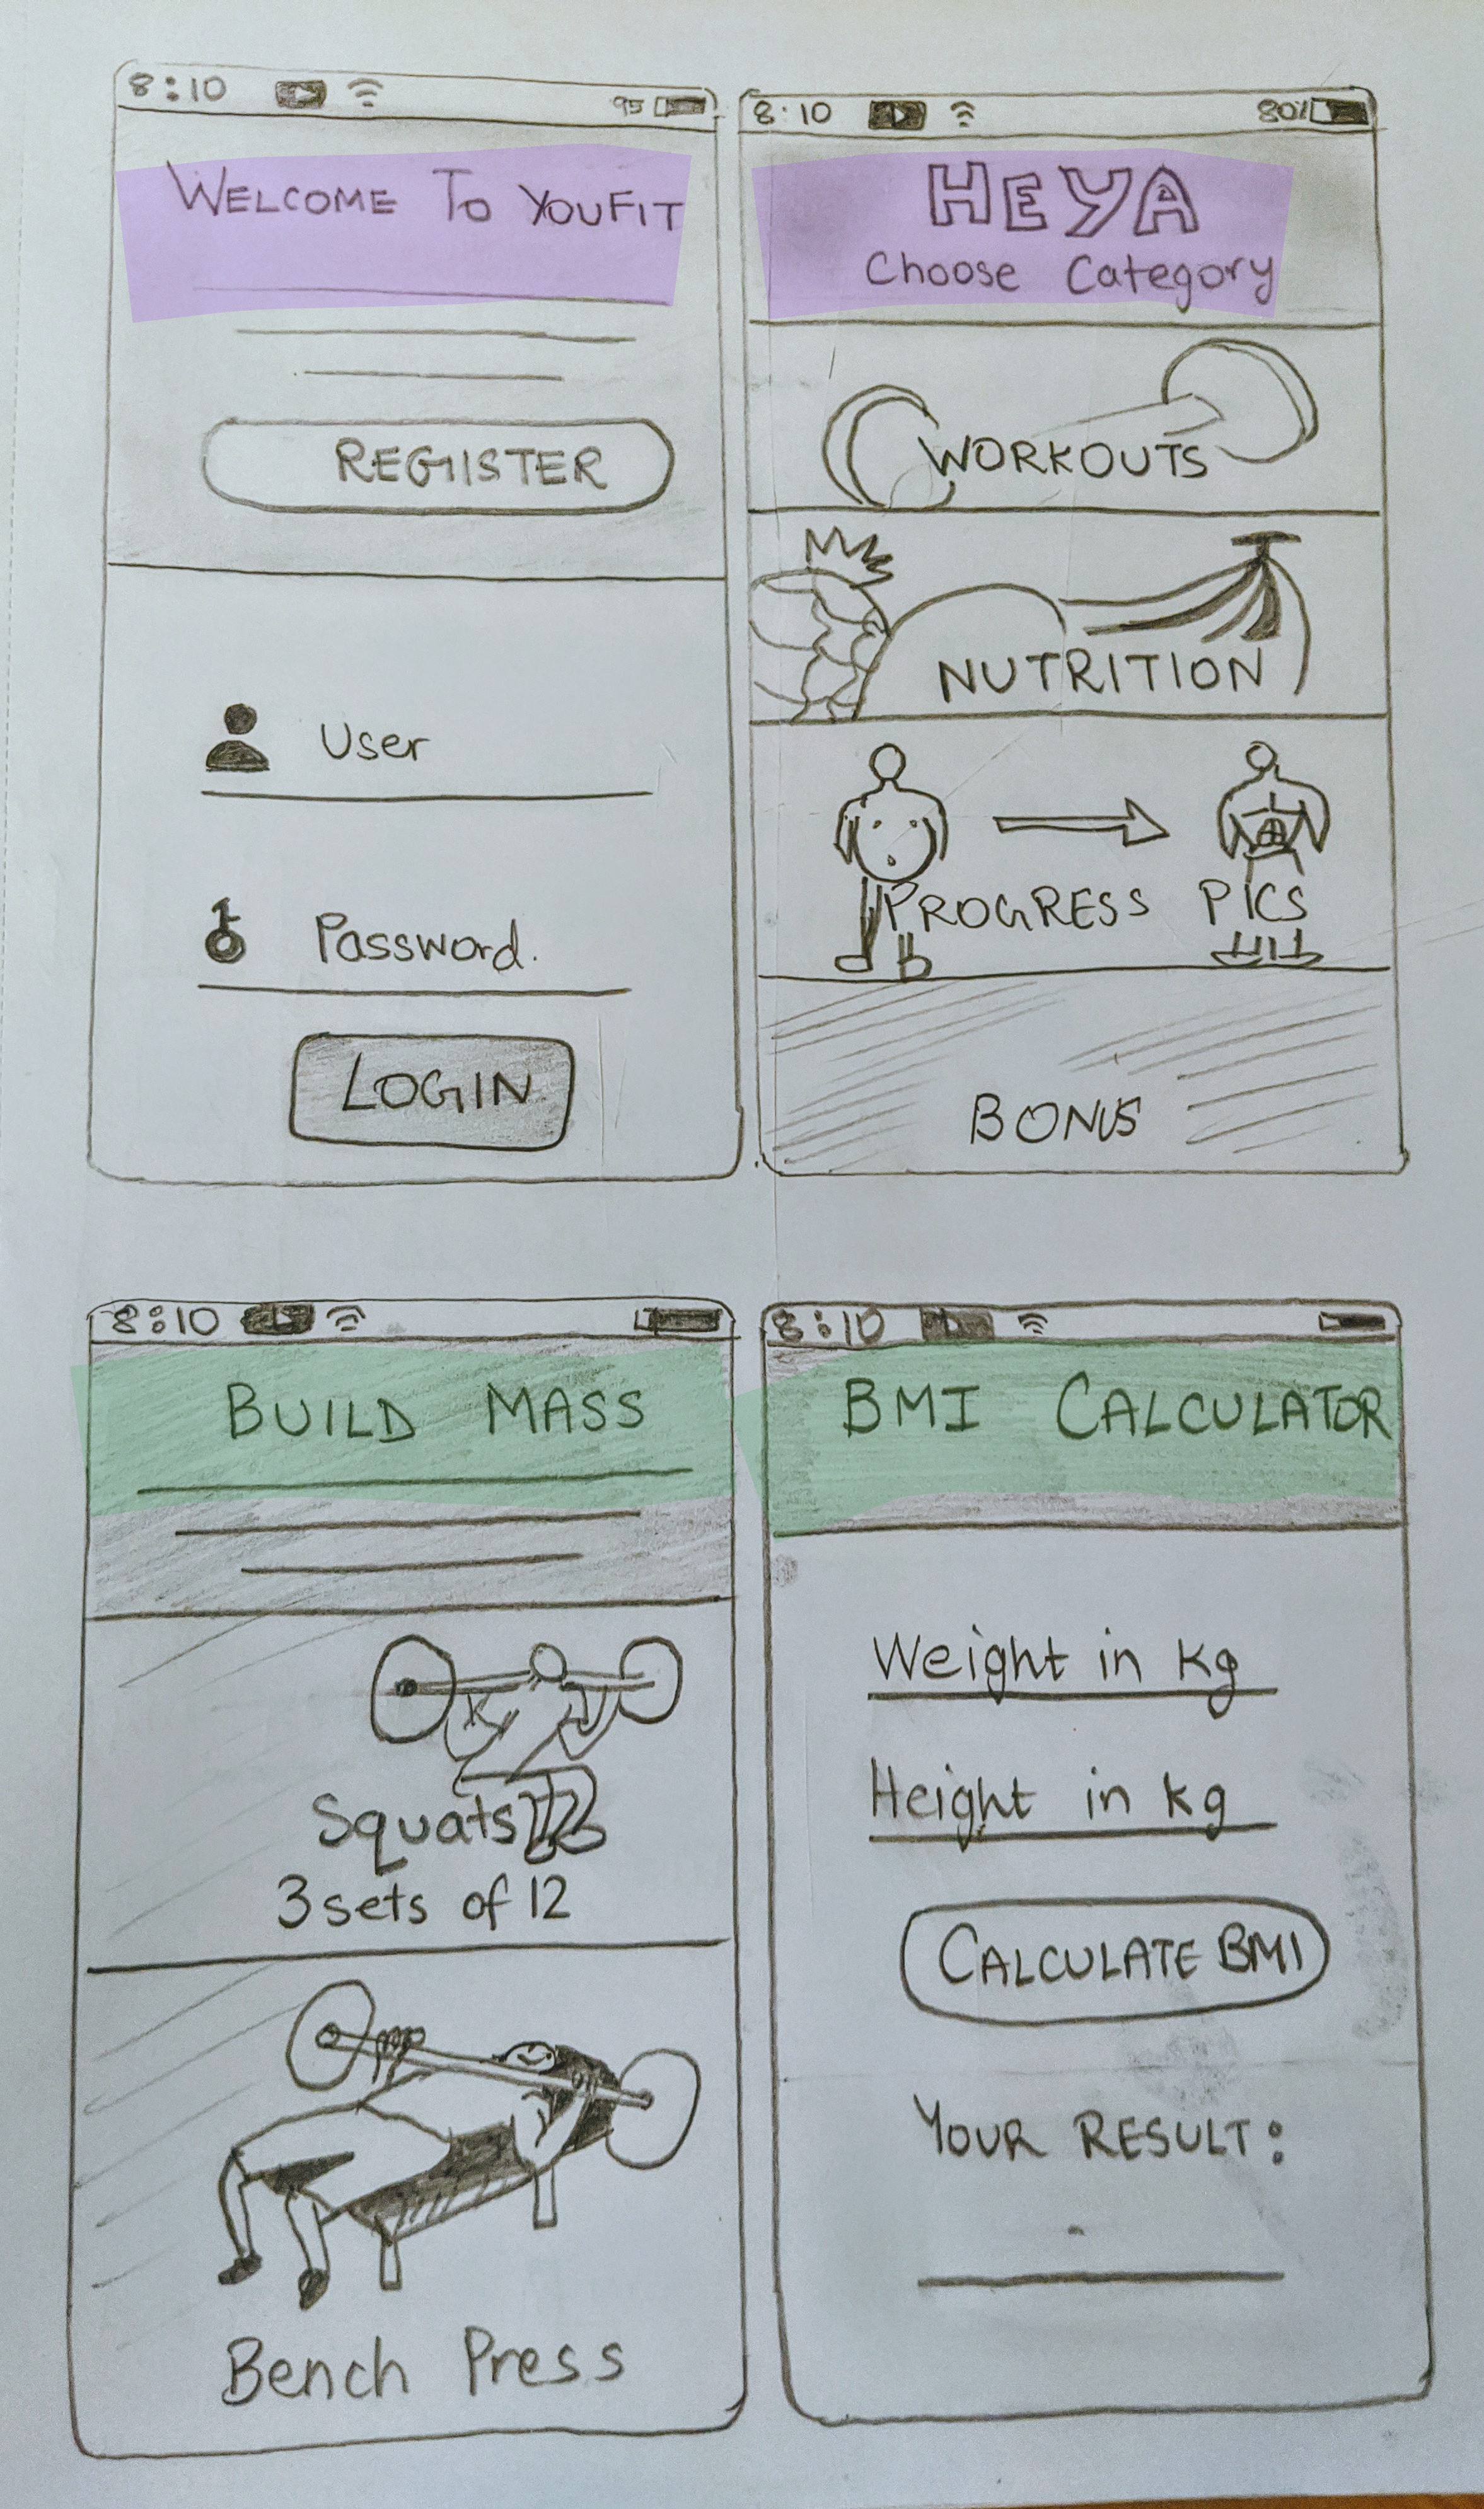 8:10 95
WELCOME TO YOUFIT
REGIISTER
User
Password.
LOGIN
8:10 80%
HEYA
Choose Category
WORKOUTS
NUTRITION
PROGRESS PICS
BONUS
8:10
BUILD MASS
Squats
3 sets of 12
Bench Press
8:10
BMI CALCULATOR
Weight in kg
Height in kg
CALCULATE BMI
YOUR RESULT: